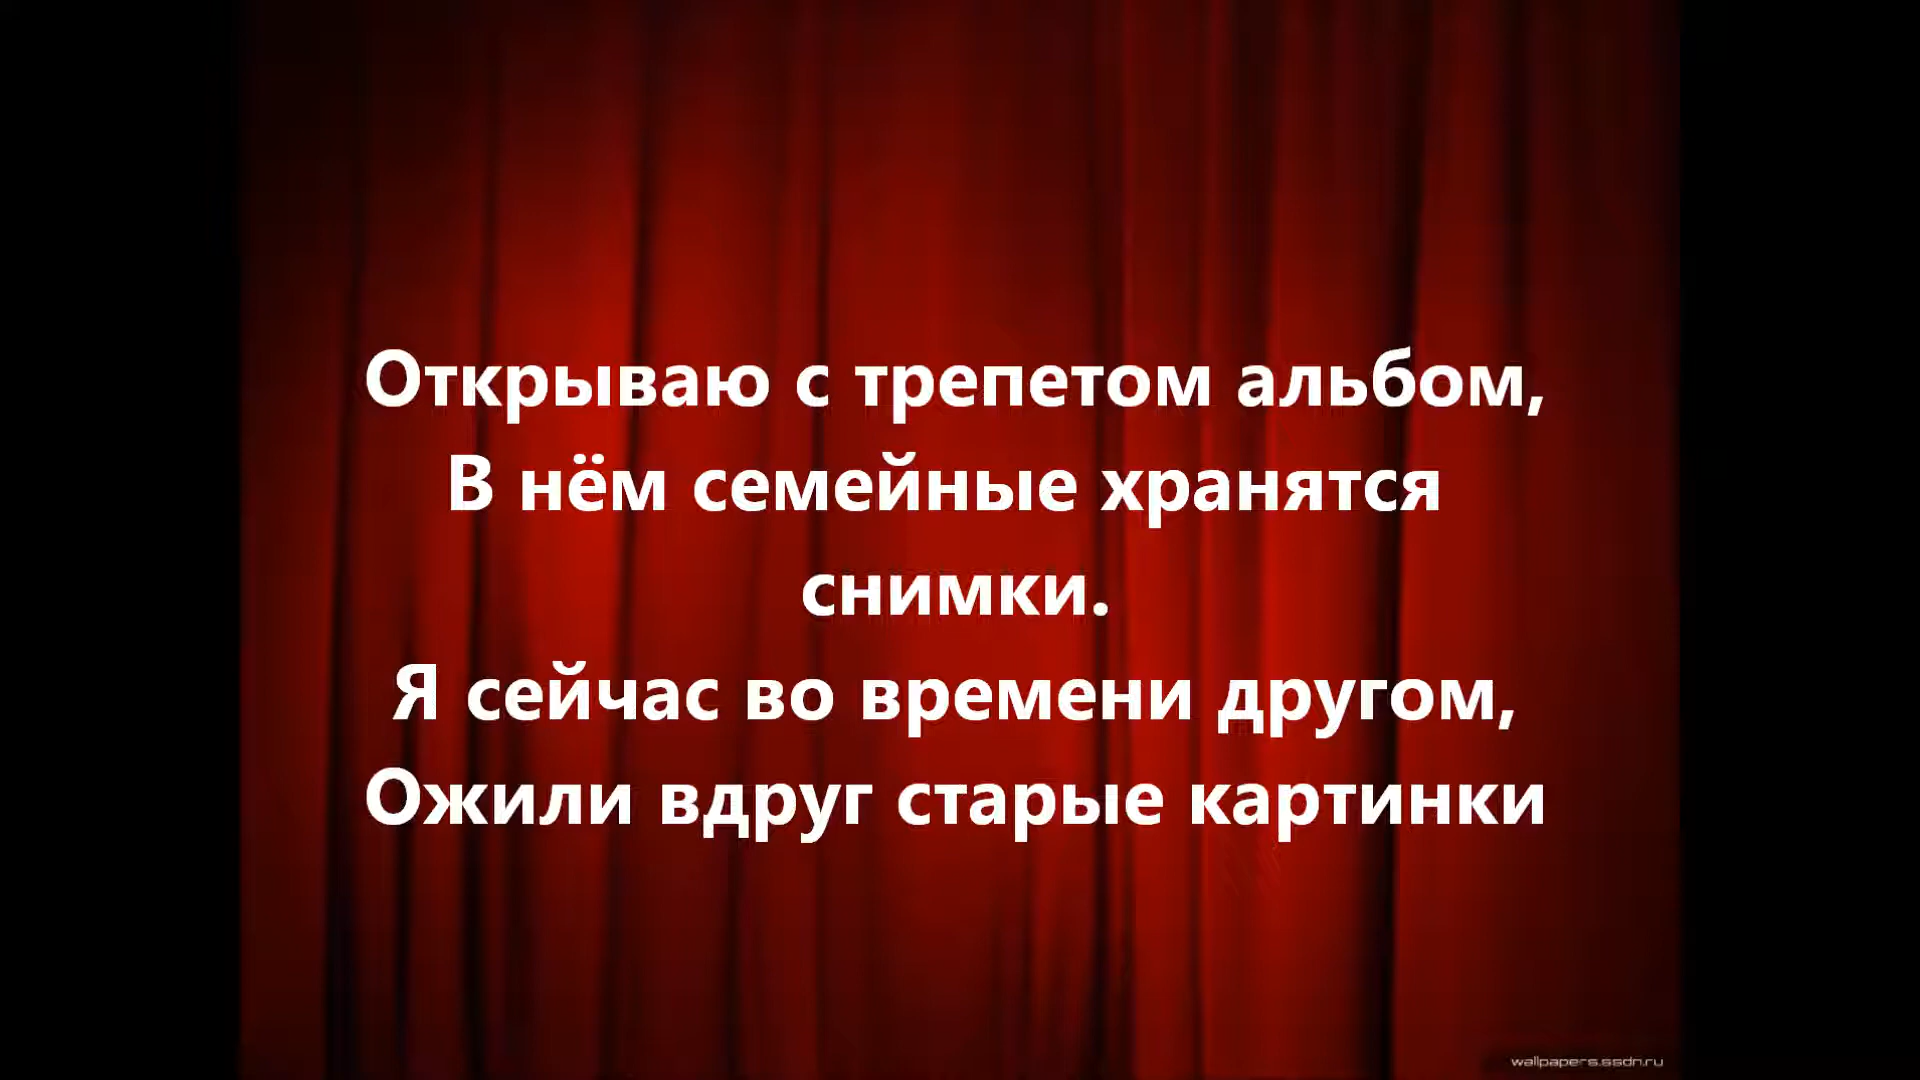 Открываю с трепетом альбом,
В нём семейные хранятся
снимки.
Я сейчас во времени другом,
Ожили вдруг старые картинки
wallpapers.ssdn.ru